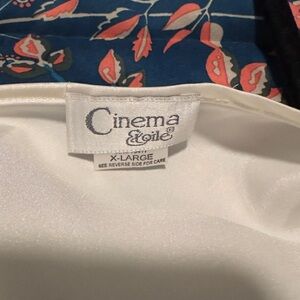 Cinema
Etoile®
X-LARGE
SEE REVERSE SIDE FOR CARE